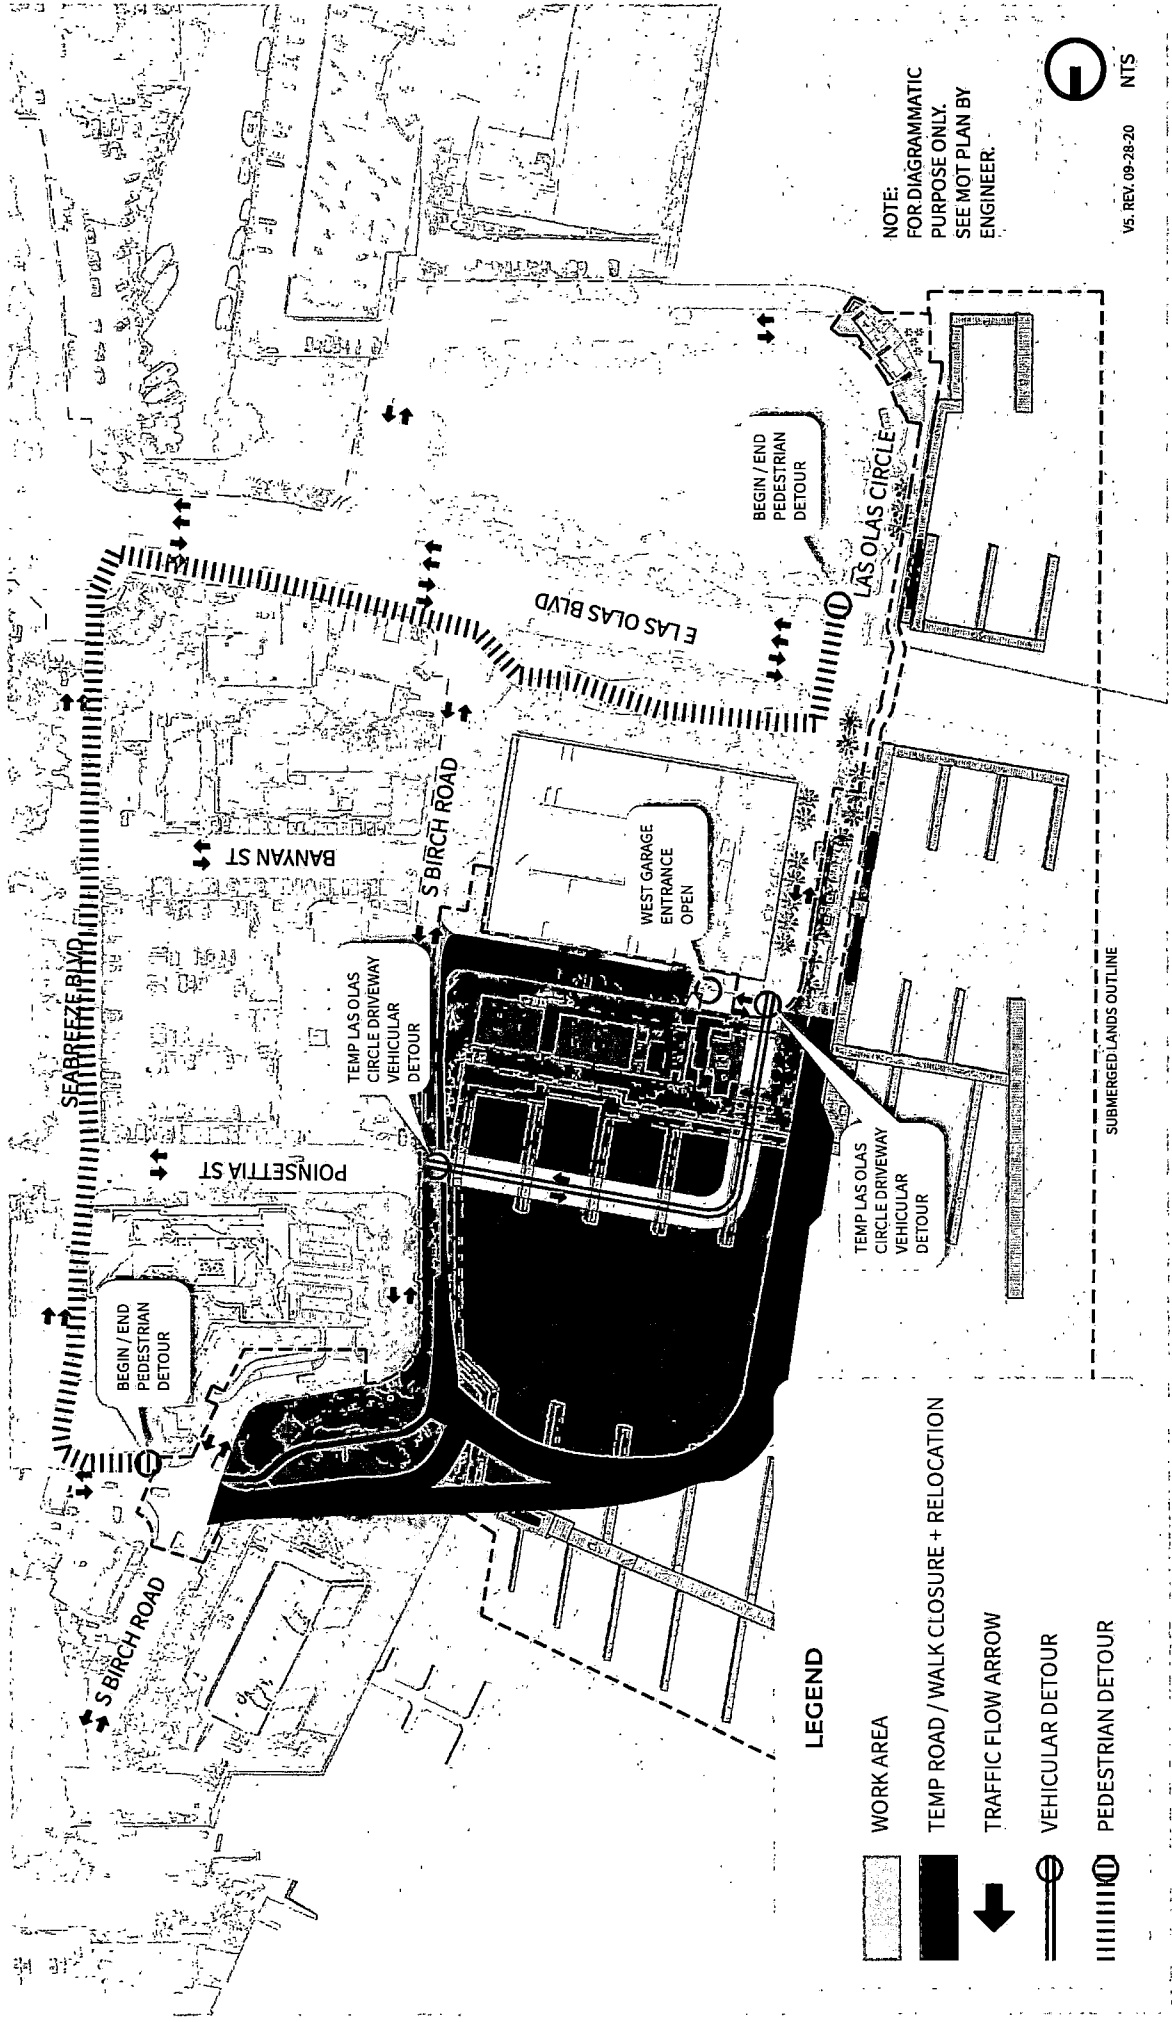 SEABREEZE BLVD
BEGIN / END
PEDESTRIAN
DETOUR
S BIRCH ROAD
POINSETTIA ST
BANYAN ST
TEMP LAS OLAS
CIRCLE DRIVEWAY
VEHICULAR
DETOUR
S BIRCH ROAD
E LAS OLAS BLVD
WEST GARAGE
ENTRANCE
OPEN
BEGIN / END
PEDESTRIAN
DETOUR
LAS OLAS CIRCLE
TEMP LAS OLAS
CIRCLE DRIVEWAY
VEHICULAR
DETOUR
SUBMERGED LANDS OUTLINE
NOTE:
FOR DIAGRAMMATIC
PURPOSE ONLY.
SEE MOT PLAN BY
ENGINEER.
NTS
V5. REV. 09-28-20
LEGEND
WORK AREA
TEMP ROAD / WALK CLOSURE + RELOCATION
TRAFFIC FLOW ARROW
VEHICULAR DETOUR
PEDESTRIAN DETOUR